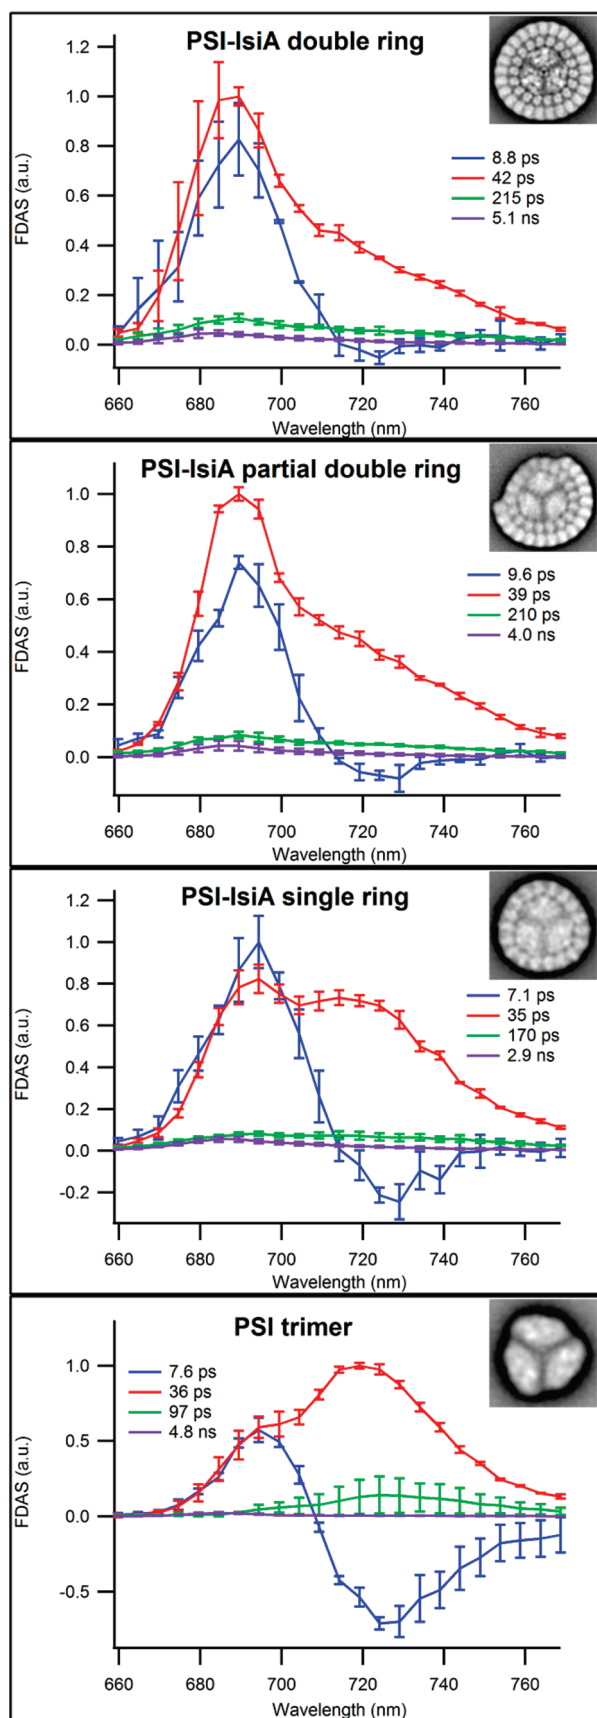 PSI-IsiA double ring
1.2
1.0
0.8
0.6
0.4
0.2
0.0
FDAS (a.u.)
8.8 ps
42 ps
215 ps
5.1 ns
660 680 700 720 740 760
Wavelength (nm)
PSI-IsiA partial double ring
1.0
0.8
0.6
0.4
0.2
0.0
FDAS (a.u.)
9.6 ps
39 ps
210 ps
4.0 ns
660 680 700 720 740 760
Wavelength (nm)
PSI-IsiA single ring
1.2
1.0
0.8
0.6
0.4
0.2
0.0
-0.2
FDAS (a.u.)
7.1 ps
35 ps
170 ps
2.9 ns
660 680 700 720 740 760
Wavelength (nm)
PSI trimer
1.0
0.5
0.0
-0.5
FDAS (a.u.)
7.6 ps
36 ps
97 ps
4.8 ns
660 680 700 720 740 760
Wavelength (nm)